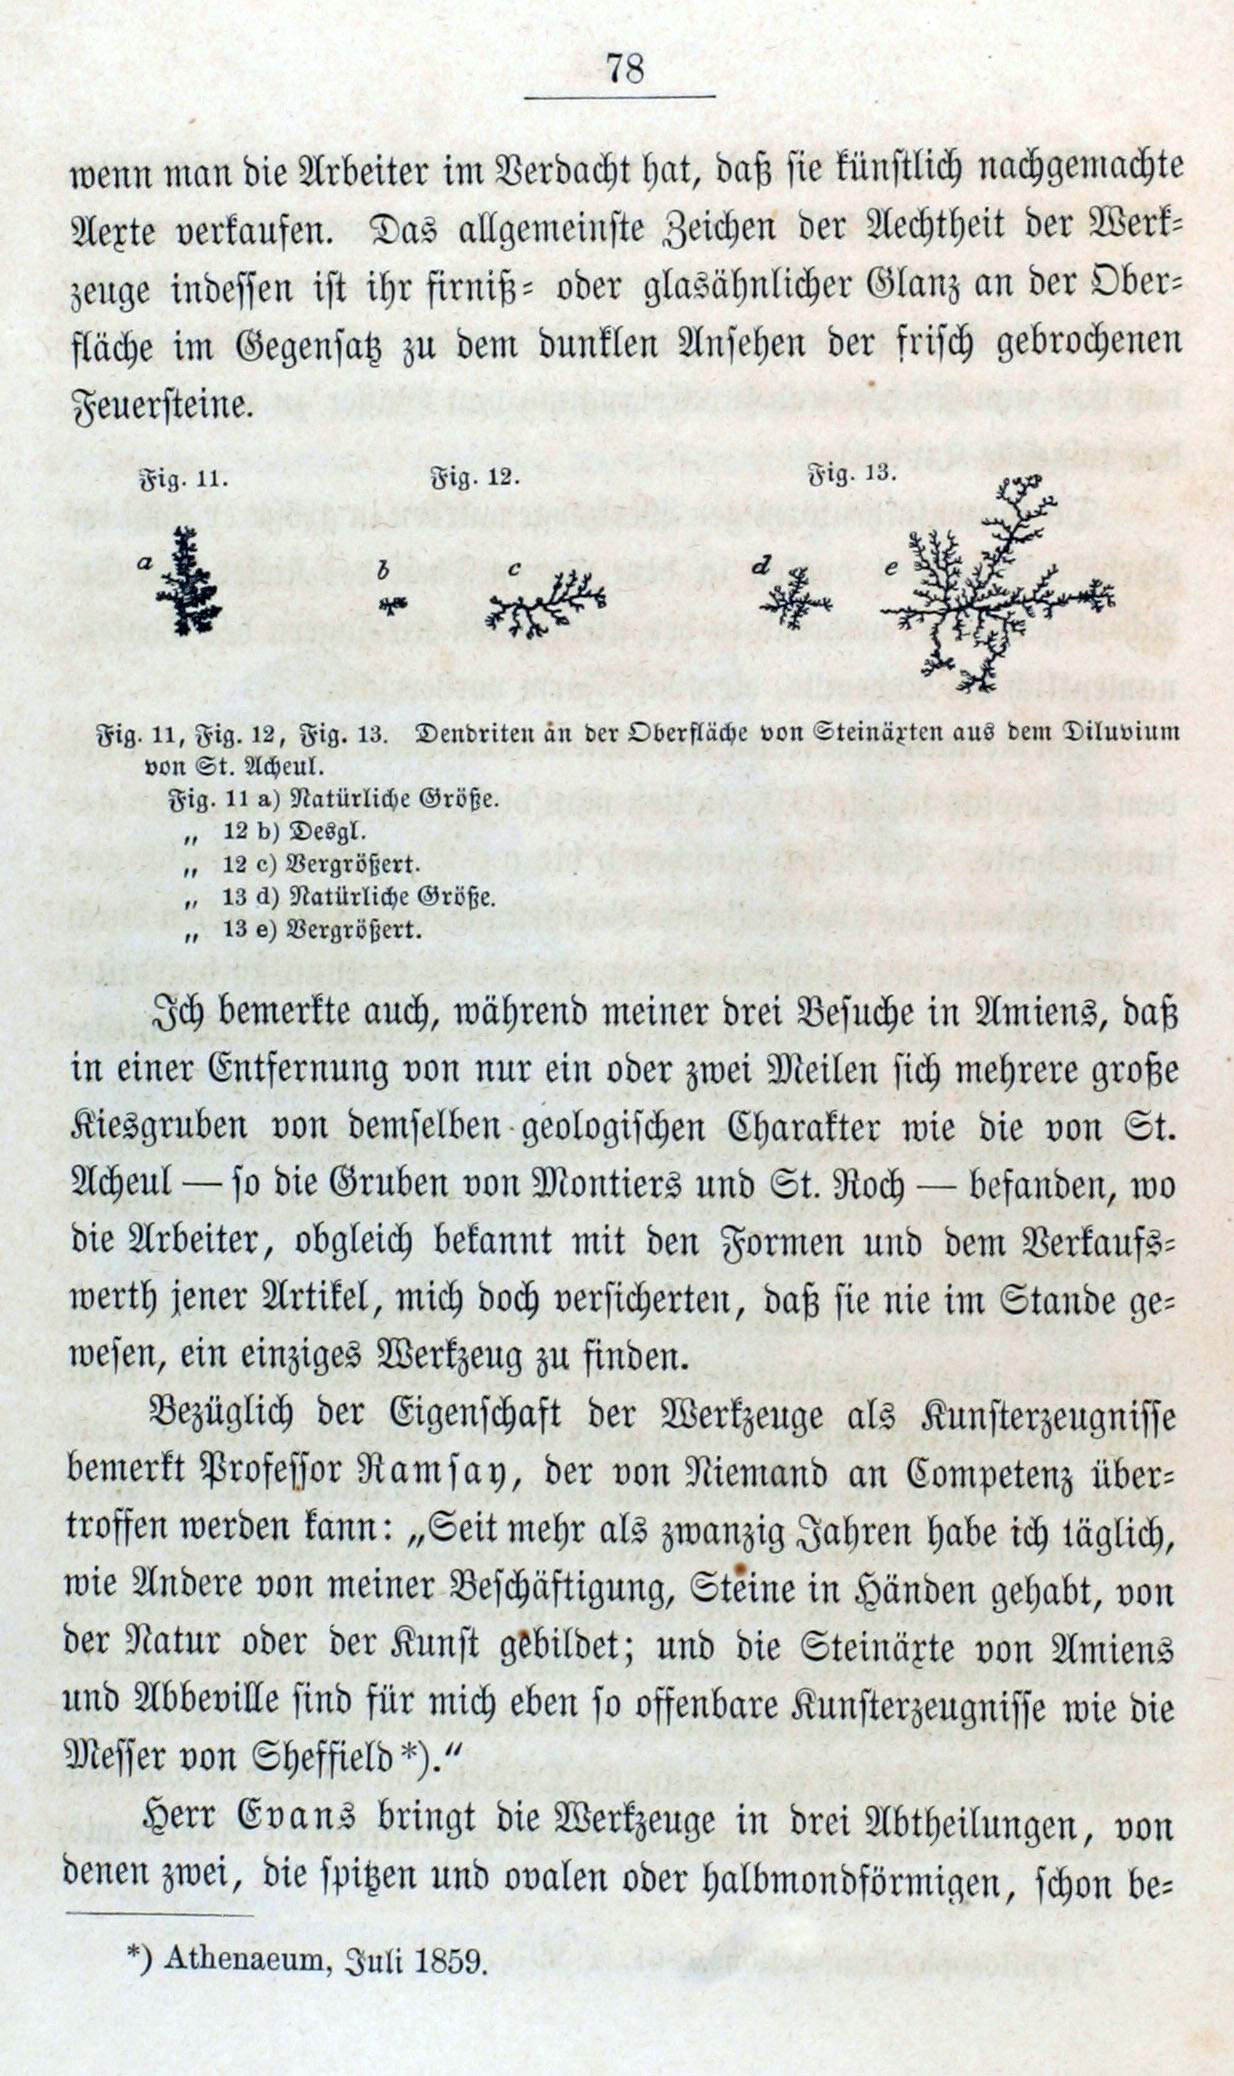 78
wenn man die Arbeiter im Verdacht hat, daß sie künstlich nachgemachte
Aexte verkaufen. Das allgemeinste Zeichen der Aechtheit der Werk-
zeuge indessen ist ihr firniß- oder glasähnlicher Glanz an der Ober-
fläche im Gegensatz zu dem dunklen Ansehen der frisch gebrochenen
Feuersteine.
Fig. 11. Fig. 12. Fig. 13.
a b c d e
Fig. 11, Fig. 12, Fig. 13. Dendriten an der Oberfläche von Steinäxten aus dem Diluvium
von St. Acheul.
Fig. 11 a) Natürliche Größe.
„ 12 b) Desgl.
„ 12 c) Vergrößert.
„ 13 d) Natürliche Größe.
„ 13 e) Vergrößert.
Ich bemerkte auch, während meiner drei Besuche in Amiens, daß
in einer Entfernung von nur ein oder zwei Meilen sich mehrere große
Kiesgruben von demselben geologischen Charakter wie die von St.
Acheul — so die Gruben von Montiers und St. Roch — befanden, wo
die Arbeiter, obgleich bekannt mit den Formen und dem Verkaufs-
werth jener Artikel, mich doch versicherten, daß sie nie im Stande ge-
wesen, ein einziges Werkzeug zu finden.
Bezüglich der Eigenschaft der Werkzeuge als Kunsterzeugnisse
bemerkt Professor Ramsay, der von Niemand an Competenz über-
troffen werden kann: „Seit mehr als zwanzig Jahren habe ich täglich,
wie Andere von meiner Beschäftigung, Steine in Händen gehabt, von
der Natur oder der Kunst gebildet; und die Steinäxte von Amiens
und Abbeville sind für mich eben so offenbare Kunsterzeugnisse wie die
Messer von Sheffield*).“
Herr Evans bringt die Werkzeuge in drei Abtheilungen, von
denen zwei, die spitzen und ovalen oder halbmondförmigen, schon be-
*) Athenaeum, Juli 1859.